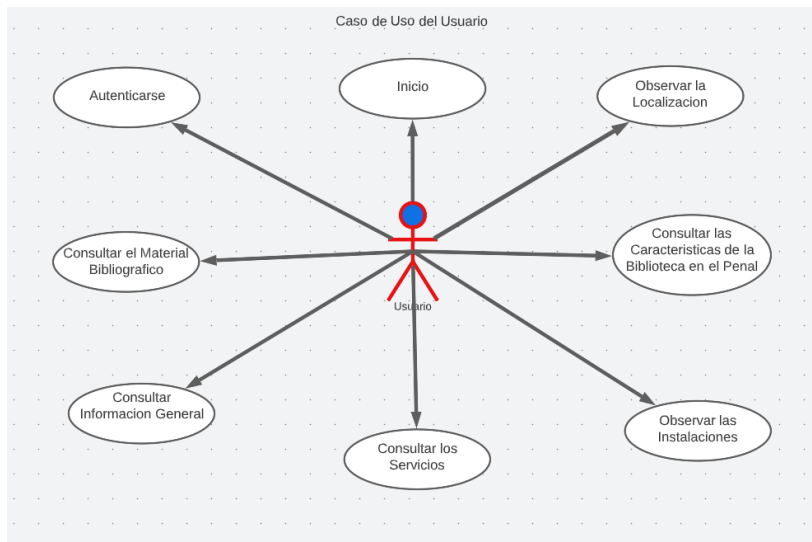 Caso de Uso del Usuario
Autenticarse
Inicio
Observar la
Localizacion
Consultar el Material
Bibliografico
Consultar las
Caracteristicas de la
Biblioteca en el Penal
Usuario
Consultar
Informacion General
Consultar los
Servicios
Observar las
Instalaciones